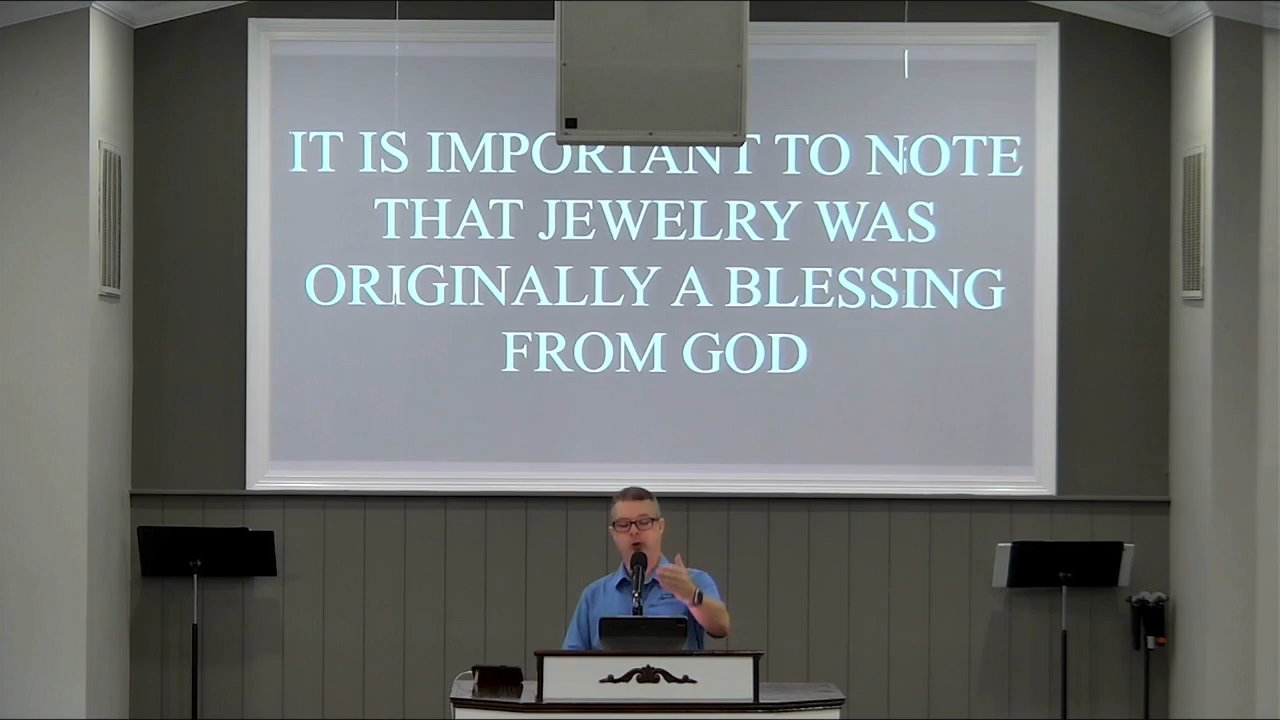 IT IS IMPORTANT TO NOTE
THAT JEWELRY WAS
ORIGINALLY A BLESSING
FROM GOD